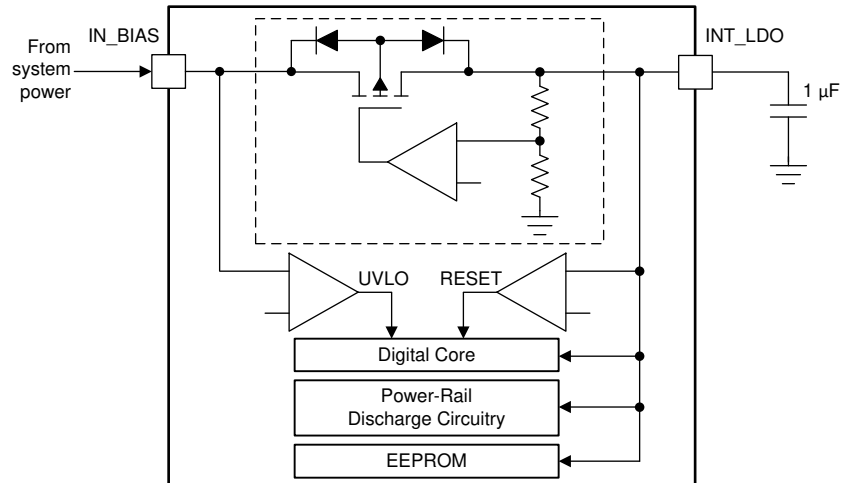 IN_BIAS
INT_LDO
From
system
power
1 µF
UVLO
RESET
Digital Core
Power-Rail
Discharge Circuitry
EEPROM